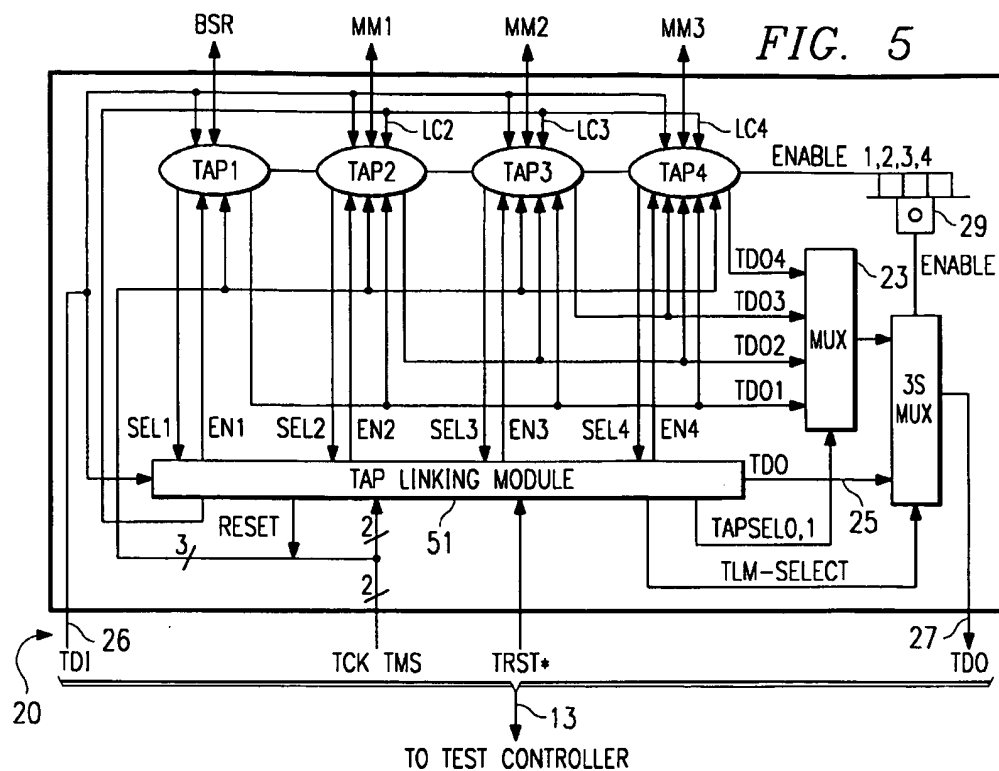 BSR MM1 MM2 MM3 FIG. 5
LC2 LC3 LC4
TAP1 TAP2 TAP3 TAP4 ENABLE 1,2,3,4
29
ENABLE
TDO4 23
TDO3
MUX
TDO2
3S MUX
TDO1
SEL1 EN1 SEL2 EN2 SEL3 EN3 SEL4 EN4
TAP LINKING MODULE TDO
RESET 2 51 TAPSEL0,1 25
3
TLM-SELECT
2
26 27
20 TDI TCK TMS TRST* TDO
13
TO TEST CONTROLLER